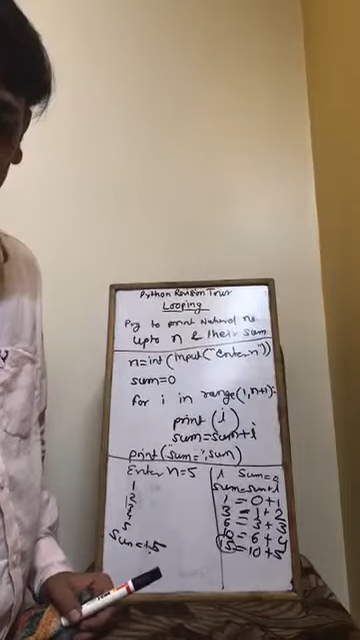 Python Revision Tour
Looping
Prg to print Natural no.
upto n & their sum
n=int(input("Enter n"))
sum=0
for i in range(1,n+1):
print(i)
sum=sum+i
print("sum=",sum)
Enter n=5
1
2
3
4
5
sum=15
i sum=0
sum=sum+i
1 = 0+1
3 = 1+2
6 = 3+3
10 = 6+4
15 = 10+5